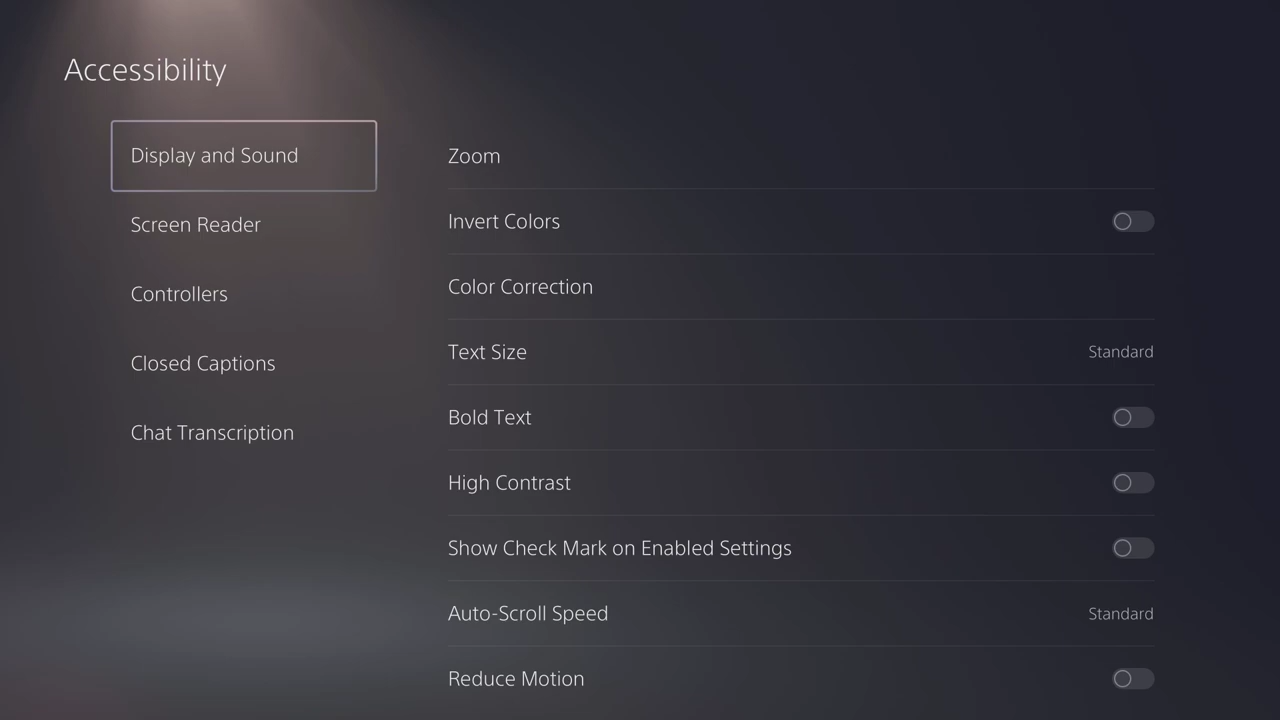 Accessibility
Display and Sound
Screen Reader
Controllers
Closed Captions
Chat Transcription
Zoom
Invert Colors
Color Correction
Text Size Standard
Bold Text
High Contrast
Show Check Mark on Enabled Settings
Auto-Scroll Speed Standard
Reduce Motion